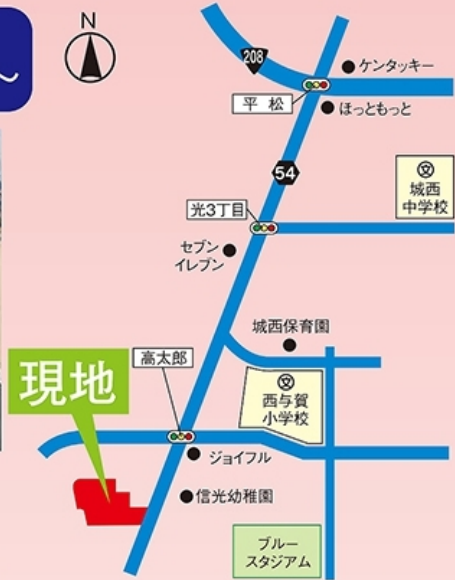 N
～
208
ケンタッキー
平 松
ほっともっと
54
城西
中学校
光3丁目
セブン
イレブン
城西保育園
高太郎
現地
西与賀
小学校
ジョイフル
信光幼稚園
ブルー
スタジアム